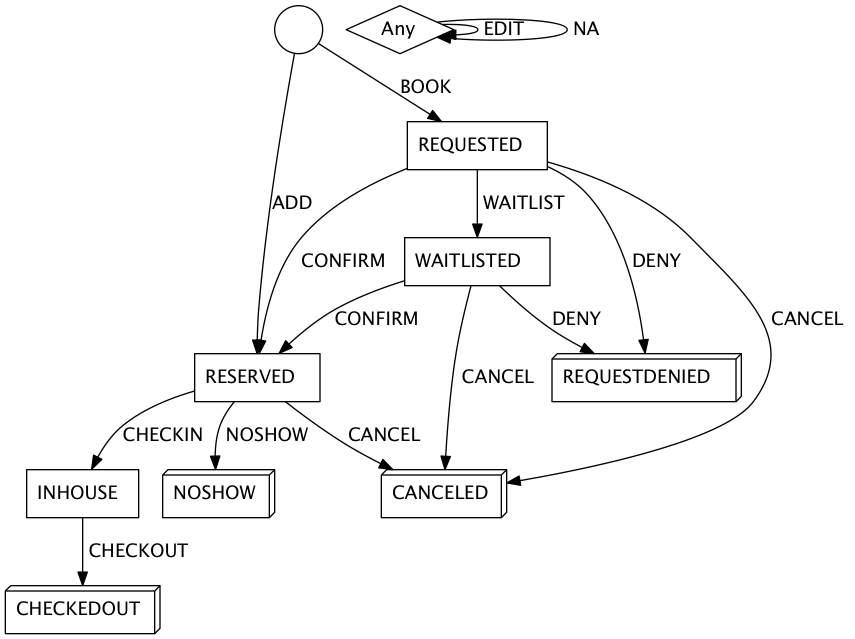 Any
EDIT
NA
BOOK
REQUESTED
ADD
WAITLIST
CONFIRM
WAITLISTED
DENY
CONFIRM
DENY
CANCEL
RESERVED
CANCEL
REQUESTDENIED
CHECKIN
NOSHOW
CANCEL
INHOUSE
NOSHOW
CANCELED
CHECKOUT
CHECKEDOUT